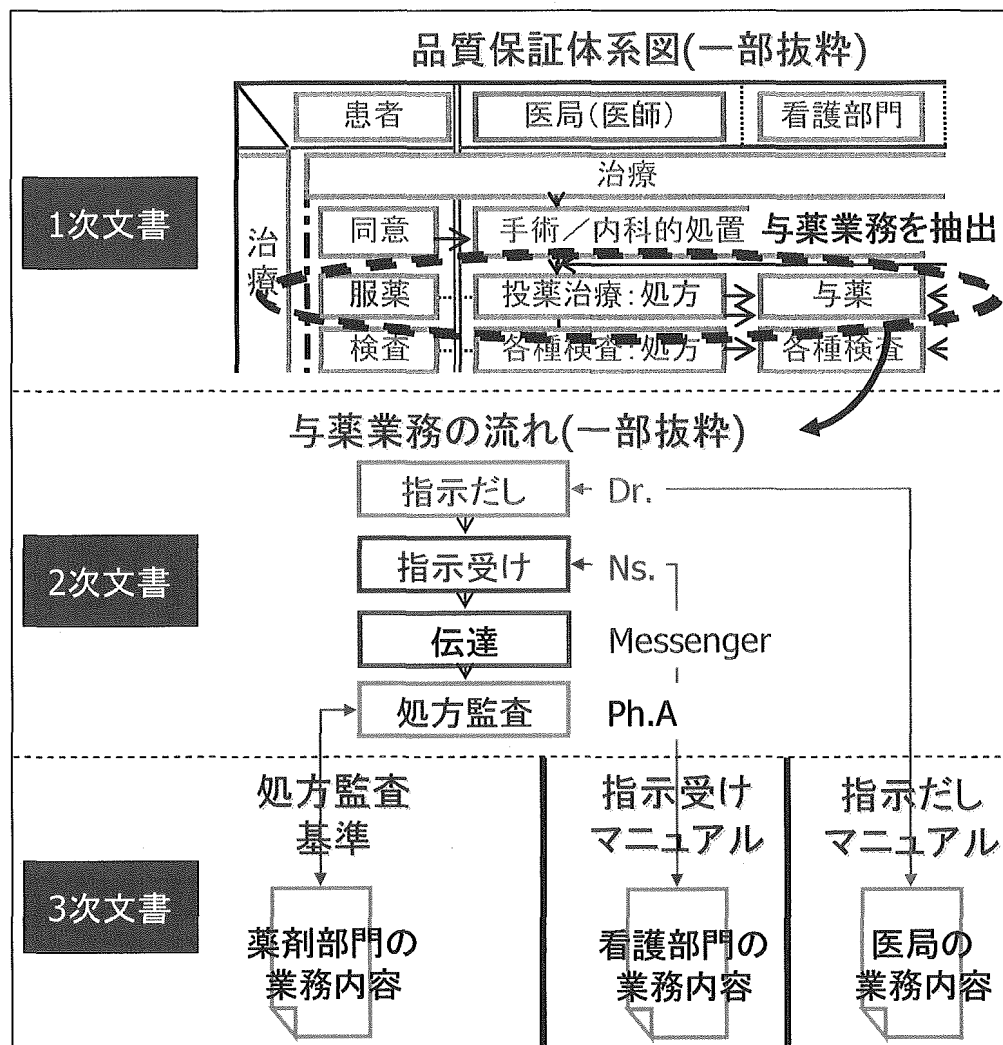 品質保証体系図(一部抜粋)
患者
医局(医師)
看護部門
治療
治療
1次文書
同意
手術／内科的処置
与薬業務を抽出
服薬
投薬治療:処方
与薬
検査
各種検査:処方
各種検査
与薬業務の流れ(一部抜粋)
指示だし
Dr.
2次文書
指示受け
Ns.
伝達
Messenger
処方監査
Ph.A
処方監査
基準
指示受け
マニュアル
指示だし
マニュアル
3次文書
薬剤部門の
業務内容
看護部門の
業務内容
医局の
業務内容